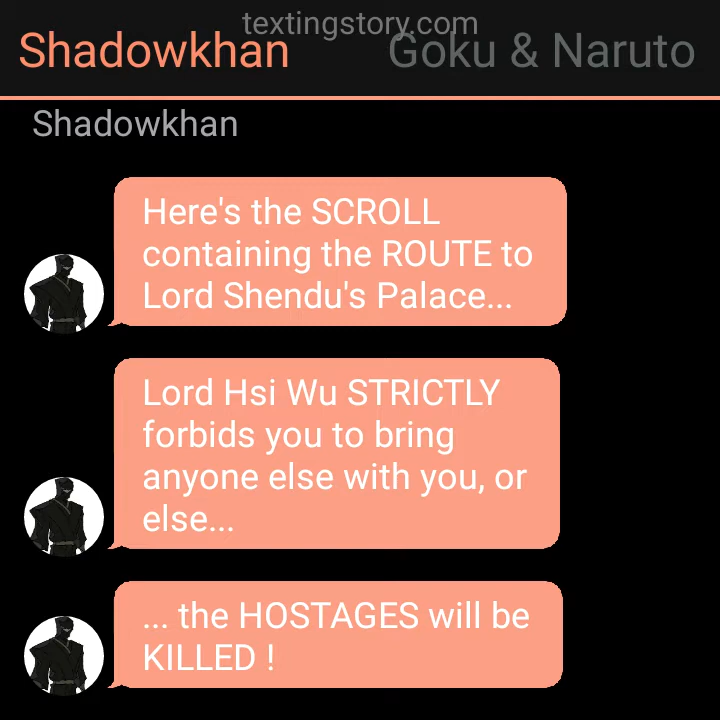 textingstory.com
Shadowkhan
Goku & Naruto
Shadowkhan
Here's the SCROLL
containing the ROUTE to
Lord Shendu's Palace...
Lord Hsi Wu STRICTLY
forbids you to bring
anyone else with you, or
else...
... the HOSTAGES will be
KILLED !